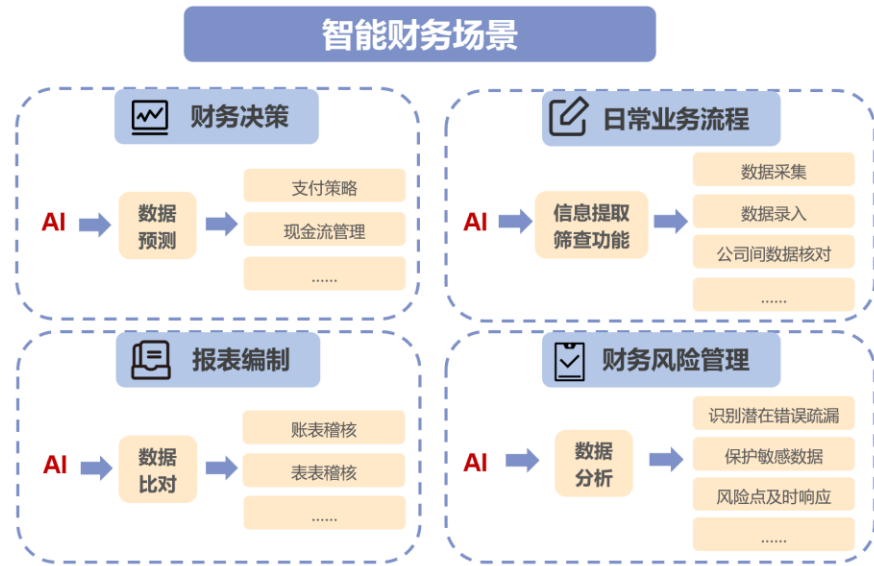 智能财务场景
财务决策
AI
数据
预测
支付策略
现金流管理
……
日常业务流程
AI
信息提取
筛查功能
数据采集
数据录入
公司间数据核对
……
报表编制
AI
数据
比对
账表稽核
表表稽核
……
财务风险管理
AI
数据
分析
识别潜在错误疏漏
保护敏感数据
风险点及时响应
……